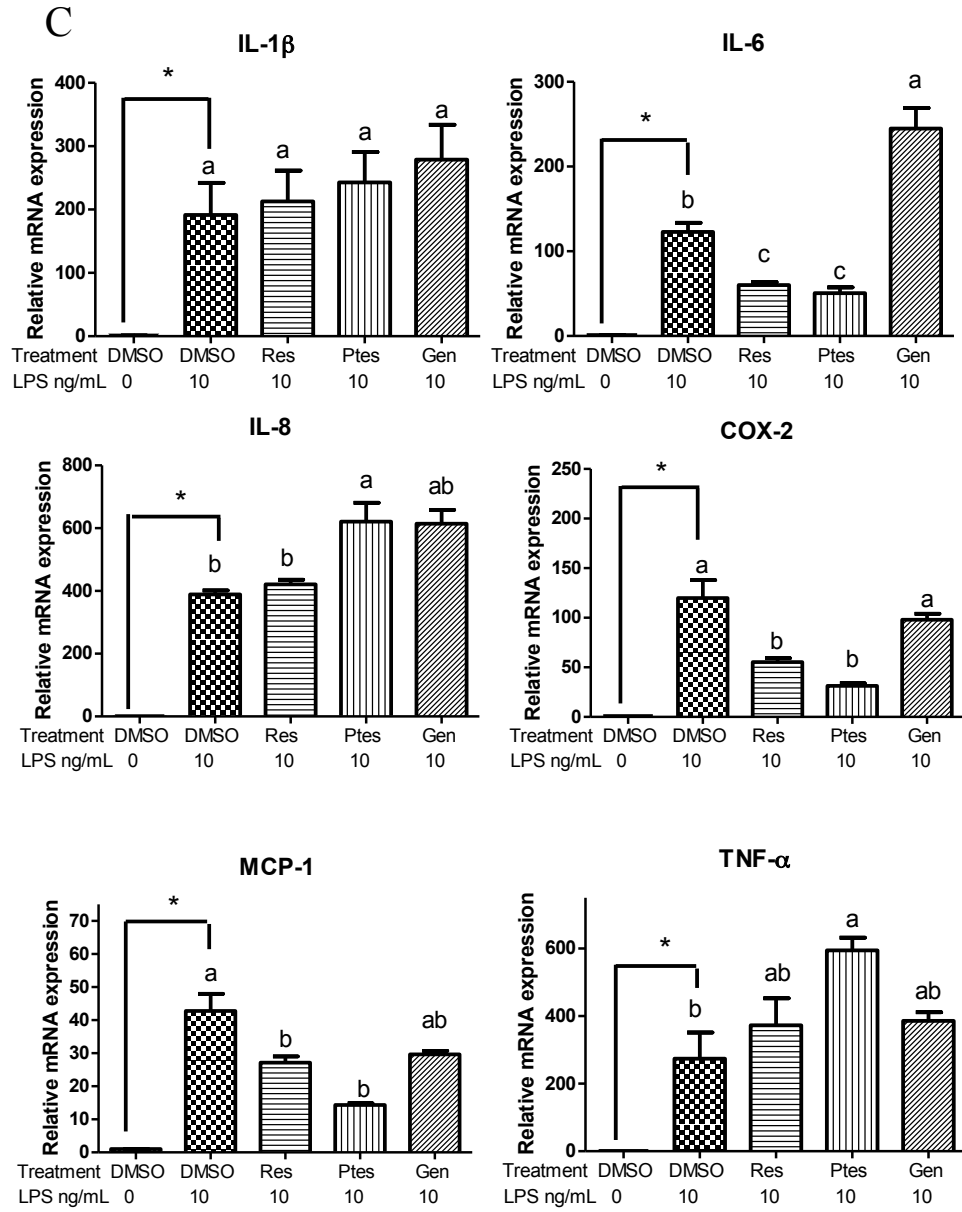 C
IL-1β
Relative mRNA expression
400
300
200
100
0
*
a
a
a
a
Treatment DMSO DMSO Res Ptes Gen
LPS ng/mL 0 10 10 10 10
IL-6
Relative mRNA expression
300
200
100
0
*
b
c
c
a
DMSO DMSO Res Ptes Gen
Treatment
LPS ng/mL 0 10 10 10 10
IL-8
Relative mRNA expression
800
600
400
200
0
*
b
b
a
ab
Treatment DMSO DMSO Res Ptes Gen
LPS ng/mL 0 10 10 10 10
COX-2
Relative mRNA expression
250
200
150
100
50
0
*
a
b
b
a
Treatment DMSO DMSO Res Ptes Gen
LPS ng/mL 0 10 10 10 10
MCP-1
Relative mRNA expression
70
60
50
40
30
20
10
0
*
a
b
b
ab
Treatment DMSO DMSO Res Ptes Gen
LPS ng/mL 0 10 10 10 10
TNF-α
Relative mRNA expression
600
400
200
0
*
b
ab
a
ab
Treatment DMSO DMSO Res Ptes Gen
LPS ng/mL 0 10 10 10 10